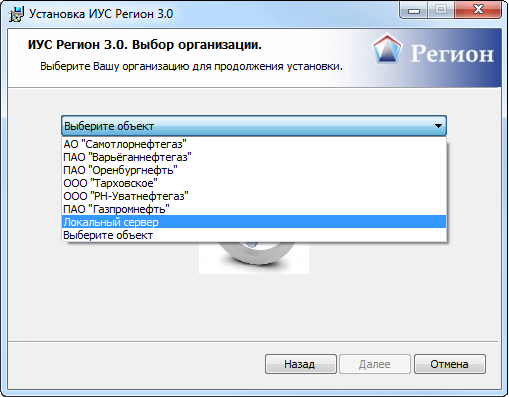 Установка ИУС Регион 3.0
ИУС Регион 3.0. Выбор организации.
Выберите Вашу организацию для продолжения установки.
Регион
Выберите объект
АО "Самотлорнефтегаз"
ПАО "Варьёганнефтегаз"
ПАО "Оренбургнефть"
ООО "Тарховское"
ООО "РН-Уватнефтегаз"
ПАО "Газпромнефть"
Локальный сервер
Выберите объект
Назад
Далее
Отмена